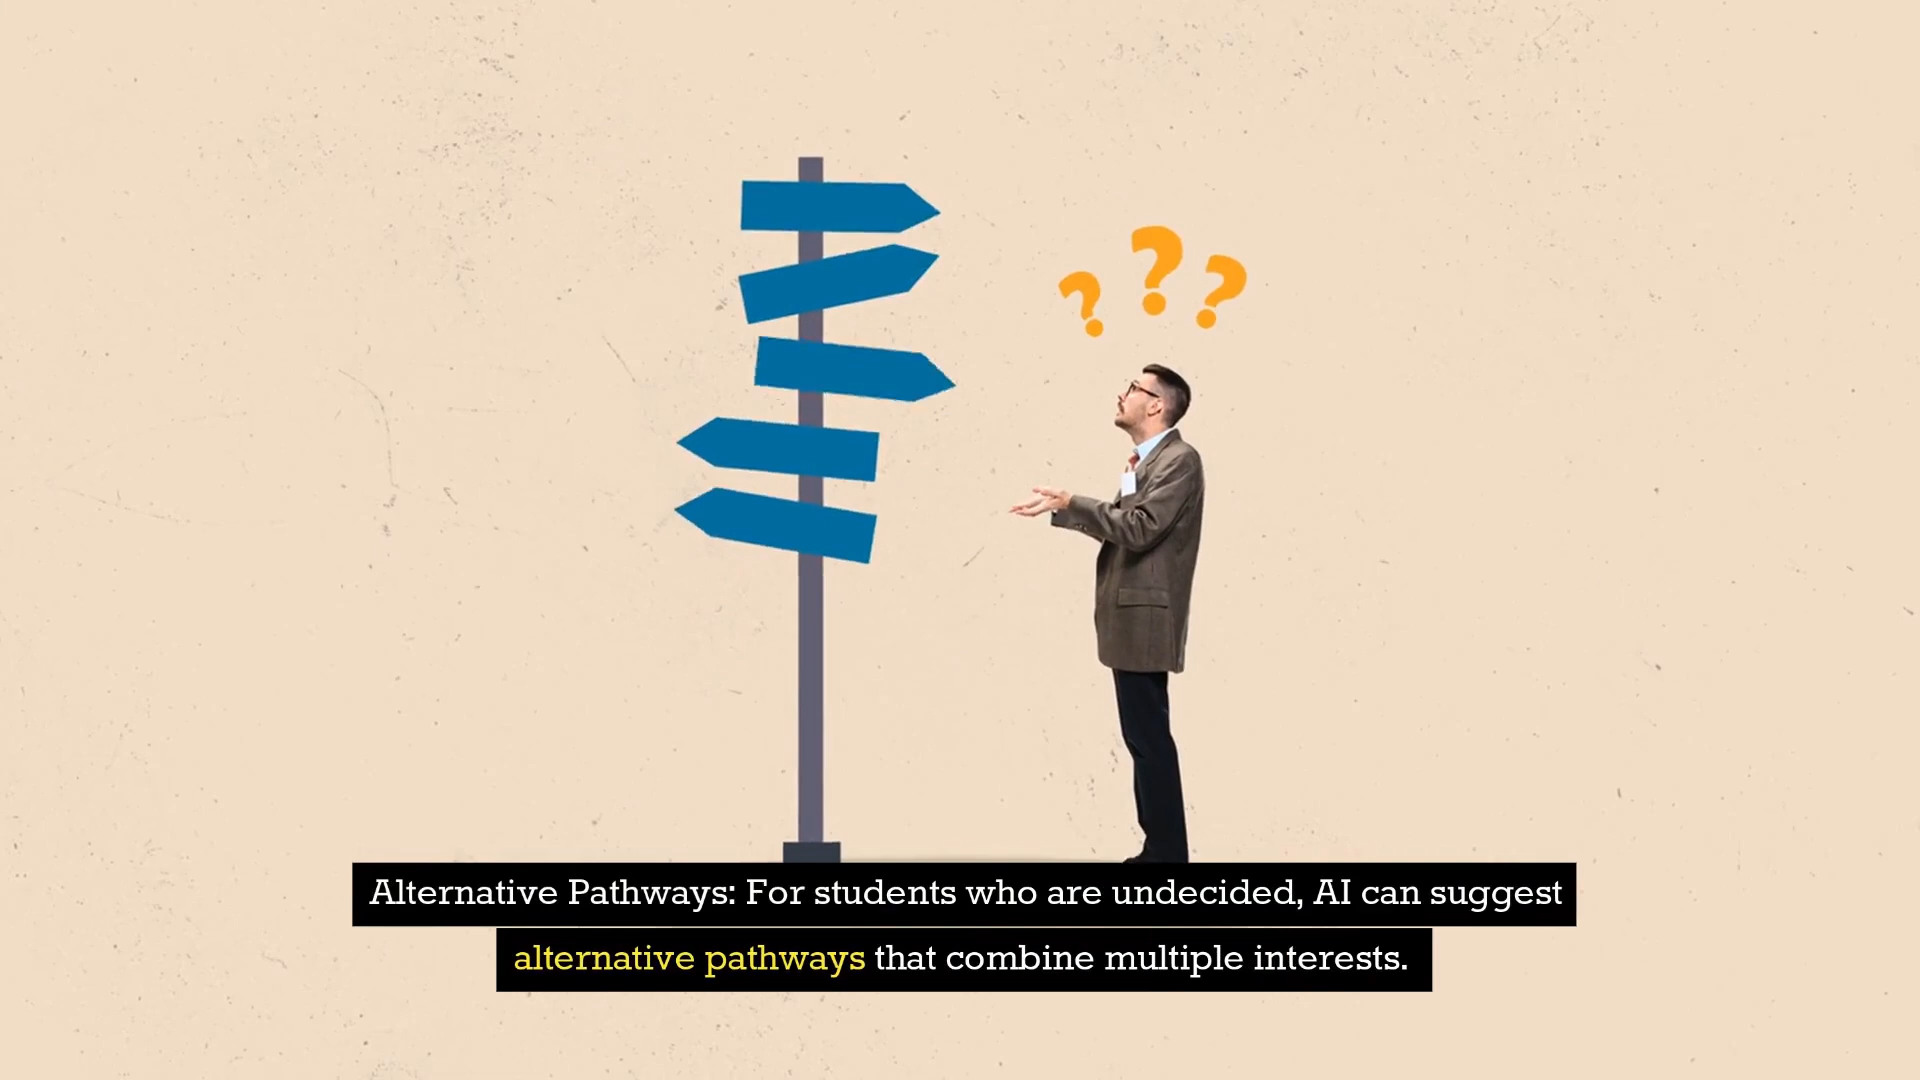 ???
Alternative Pathways: For students who are undecided, AI can suggest
alternative pathways that combine multiple interests.